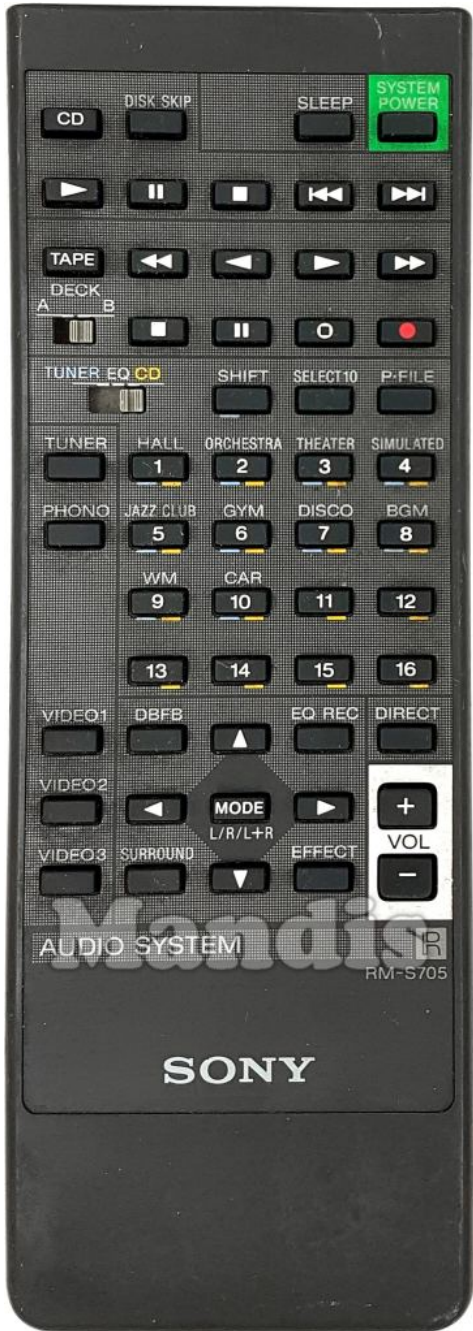 SYSTEM
DISK SKIP SLEEP POWER
CD
TAPE
DECK
A B
TUNER EQ CD SHIFT SELECT10 P•FILE
TUNER HALL ORCHESTRA THEATER SIMULATED
1 2 3 4
PHONO JAZZ CLUB GYM DISCO BGM
5 6 7 8
WM CAR
9 10 11 12
13 14 15 16
VIDEO1 DBFB EQ REC DIRECT
VIDEO2 MODE +
L/R/L+R VOL
VIDEO3 SURROUND EFFECT −
Mandis
AUDIO SYSTEM R
RM-S705
SONY